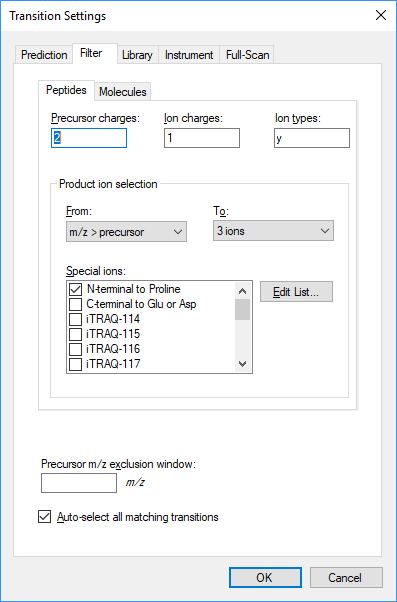 Transition Settings
Prediction Filter Library Instrument Full-Scan
Peptides Molecules
Precursor charges: Ion charges: Ion types:
2 1 y
Product ion selection
From: To:
m/z > precursor 3 ions
Special ions:
N-terminal to Proline Edit List...
C-terminal to Glu or Asp
iTRAQ-114
iTRAQ-115
iTRAQ-116
iTRAQ-117
Precursor m/z exclusion window:
m/z
Auto-select all matching transitions
OK Cancel